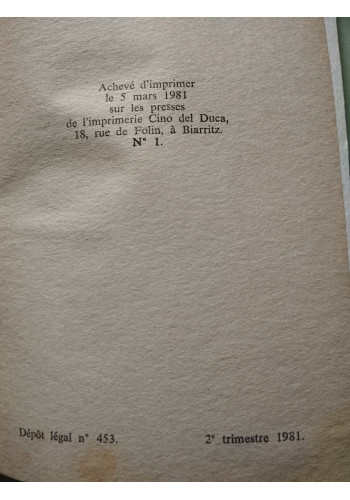 Achevé d'imprimer
le 5 mars 1981
sur les presses
de l'imprimerie Cino del Duca,
18, rue de Folin, à Biarritz.
N° 1.
Dépôt légal n° 453. 2e trimestre 1981.